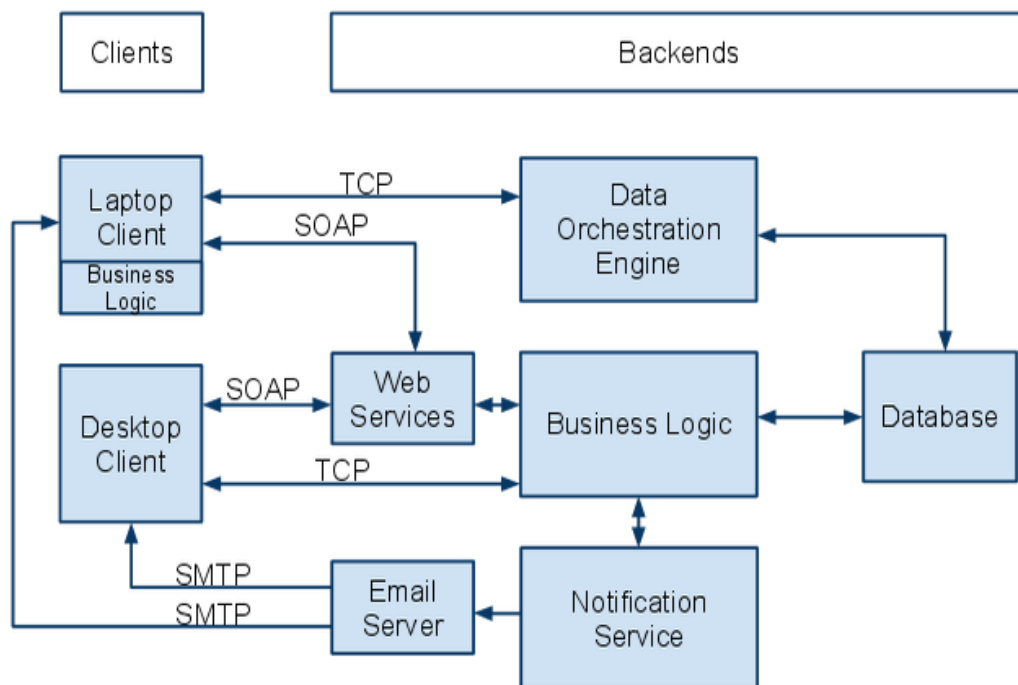 Clients
Backends
Laptop
Client
Business
Logic
TCP
SOAP
Data
Orchestration
Engine
Desktop
Client
SOAP
TCP
Web
Services
Business Logic
Database
SMTP
SMTP
Email
Server
Notification
Service